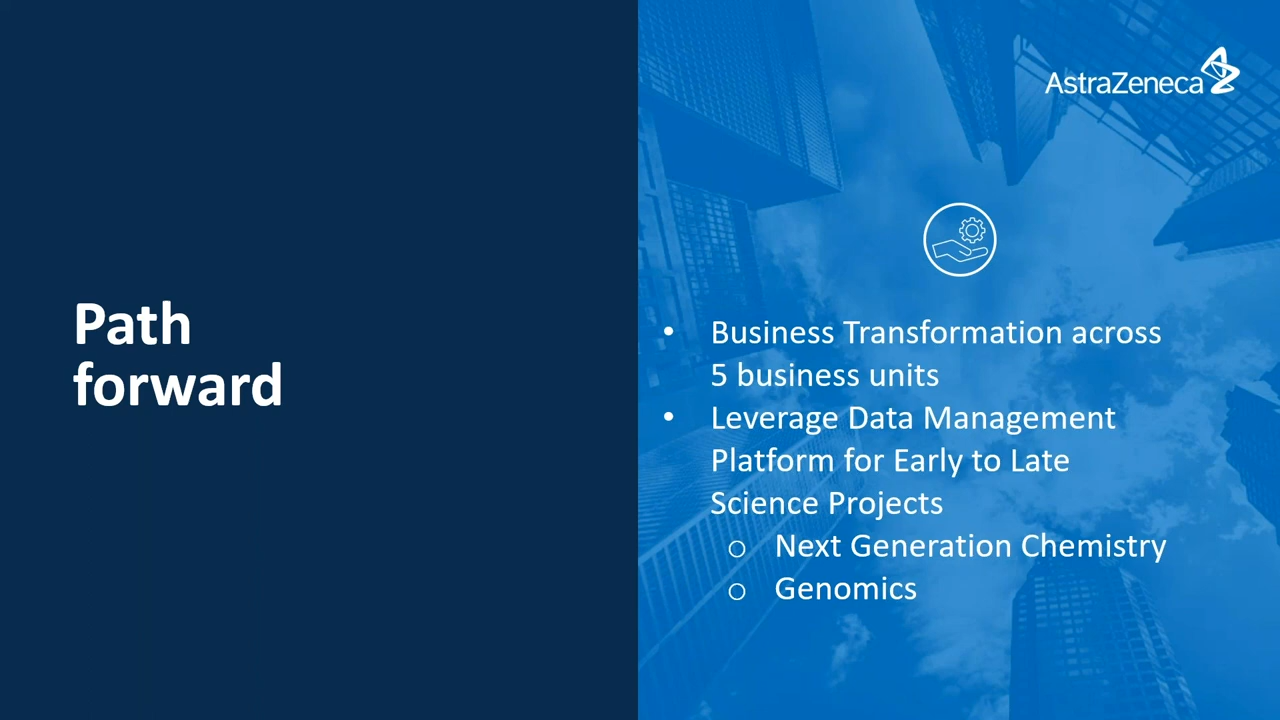 Path
forward
AstraZeneca
• Business Transformation across
5 business units
• Leverage Data Management
Platform for Early to Late
Science Projects
o Next Generation Chemistry
o Genomics